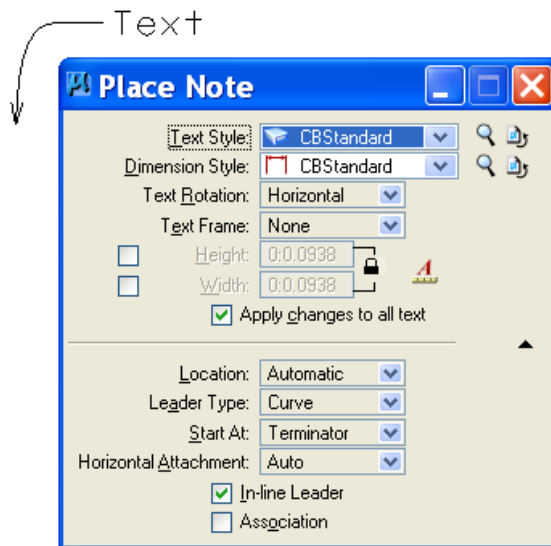 Text
Place Note
Text Style: CBStandard
Dimension Style: CBStandard
Text Rotation: Horizontal
Text Frame: None
Height: 0:0.0938
Width: 0:0.0938
A
Apply changes to all text
Location: Automatic
Leader Type: Curve
Start At: Terminator
Horizontal Attachment: Auto
In-line Leader
Association